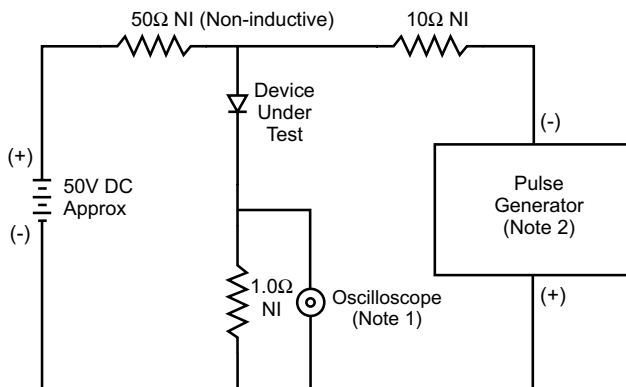 50Ω NI (Non-inductive)
10Ω NI
Device
Under
Test
(+)
50V DC
Approx
(-)
(-)
Pulse
Generator
(Note 2)
(+)
1.0Ω
NI
Oscilloscope
(Note 1)